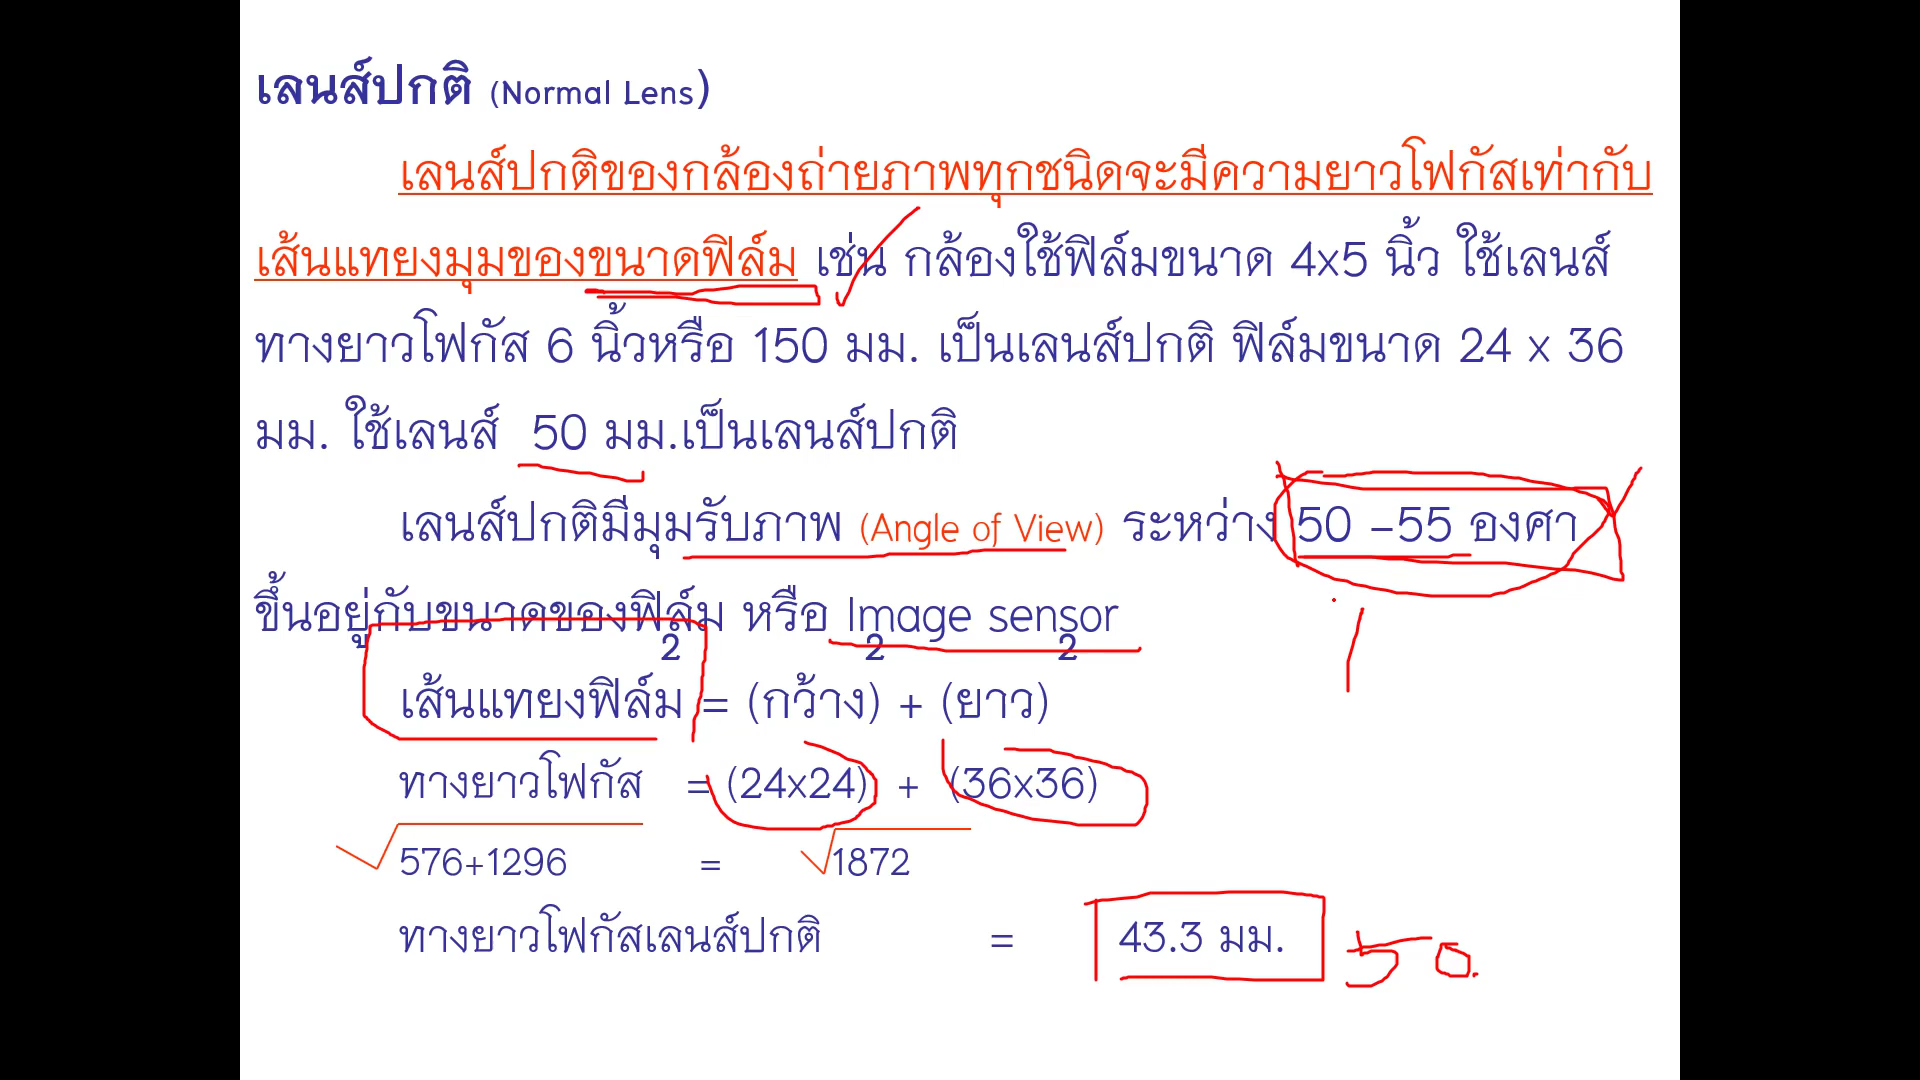 เลนส์ปกติ (Normal Lens)
เลนส์ปกติของกล้องถ่ายภาพทุกชนิดจะมีความยาวโฟกัสเท่ากับ
เส้นแทยงมุมของขนาดฟิล์ม เช่น กล้องใช้ฟิล์มขนาด 4x5 นิ้ว ใช้เลนส์
ทางยาวโฟกัส 6 นิ้วหรือ 150 มม. เป็นเลนส์ปกติ ฟิล์มขนาด 24 x 36
มม. ใช้เลนส์ 50 มม.เป็นเลนส์ปกติ
เลนส์ปกติมีมุมรับภาพ (Angle of View) ระหว่าง 50 -55 องศา
ขึ้นอยู่กับขนาดของฟิล์ม หรือ Image sensor
2 2 2
เส้นแทยงฟิล์ม = (กว้าง) + (ยาว)
ทางยาวโฟกัส = (24x24) + (36x36)
√576+1296 = √1872
ทางยาวโฟกัสเลนส์ปกติ = 43.3 มม. 50.